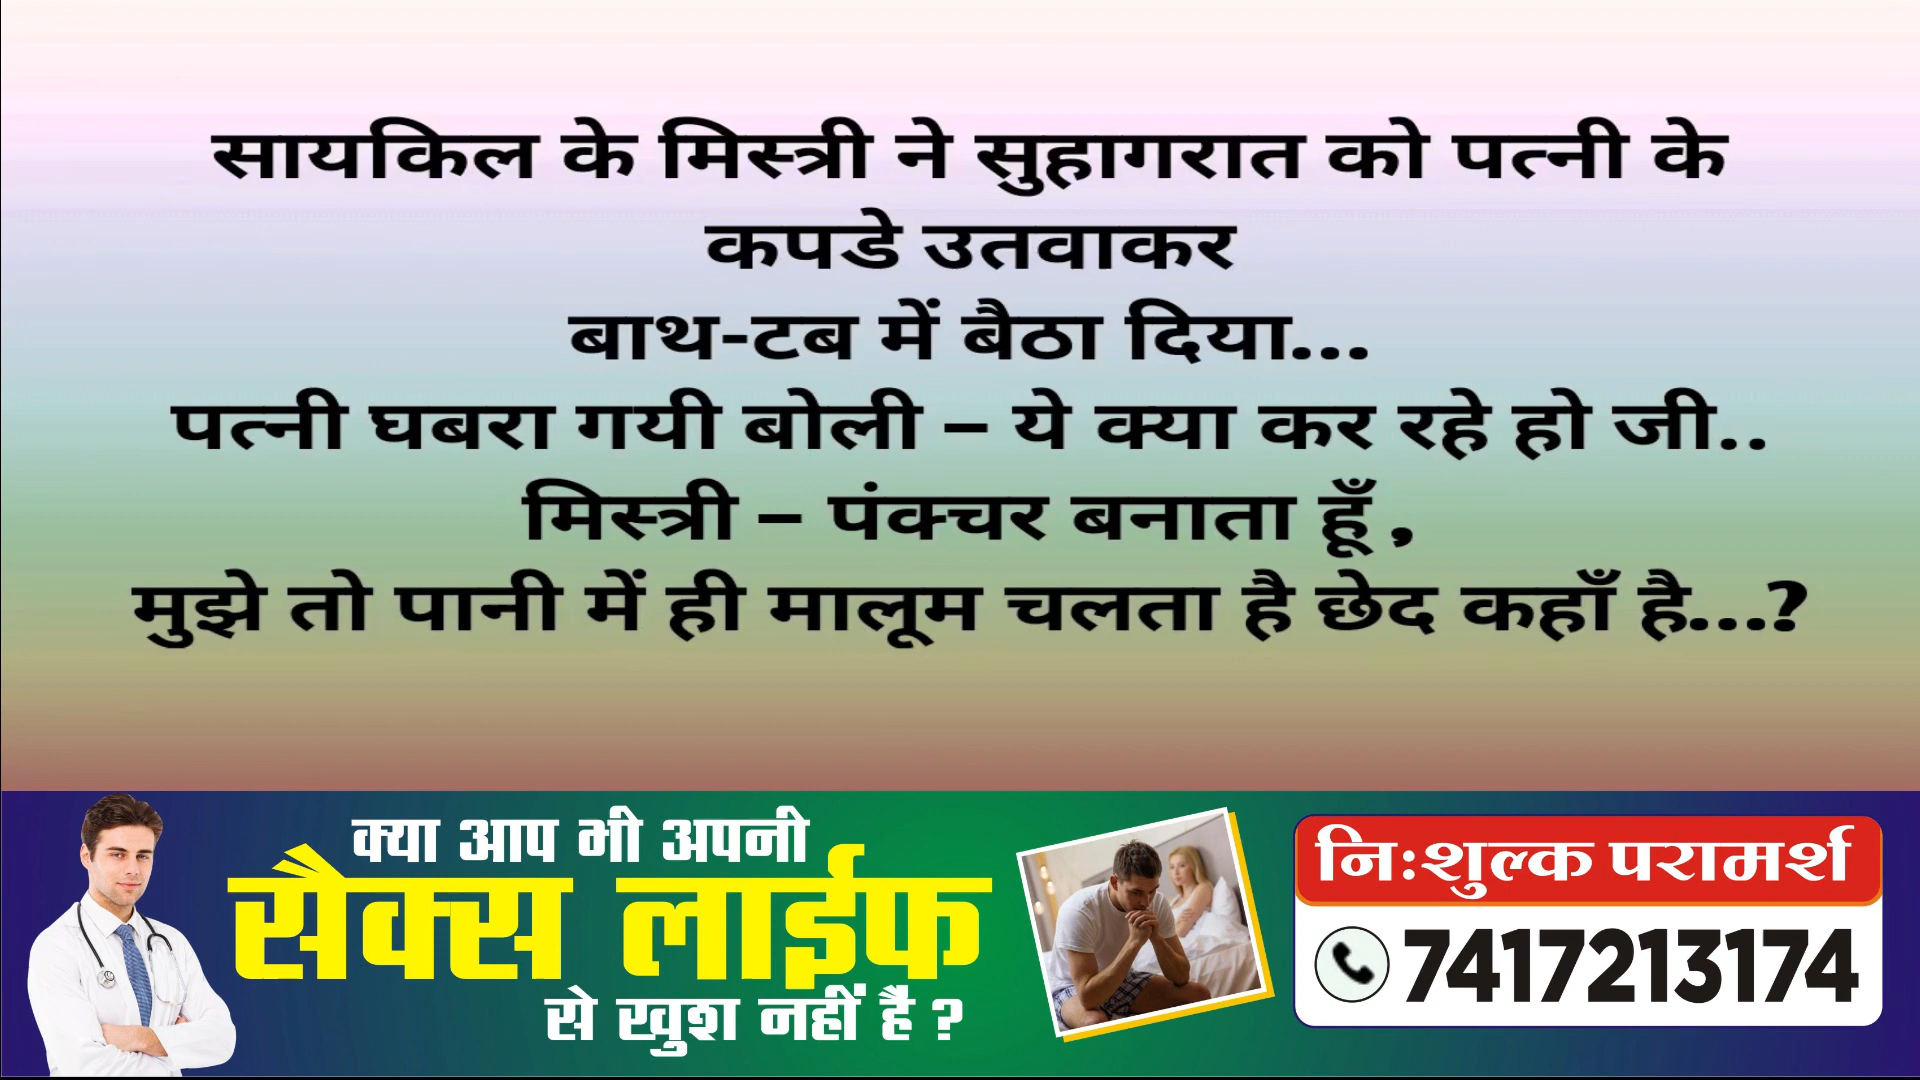 सायकिल के मिस्त्री ने सुहागरात को पत्नी के
कपडे उतवाकर
बाथ-टब में बैठा दिया...
पत्नी घबरा गयी बोली – ये क्या कर रहे हो जी..
मिस्त्री – पंक्चर बनाता हूँ ,
मुझे तो पानी में ही मालूम चलता है छेद कहाँ है...?
क्या आप भी अपनी
सैक्स लाईफ
से खुश नहीं हैं ?
निःशुल्क परामर्श
7417213174